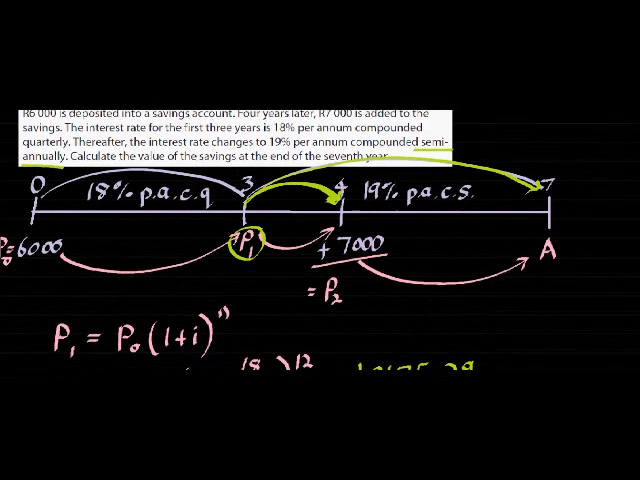 R6 000 is deposited into a savings account. Four years later, R7 000 is added to the
savings. The interest rate for the first three years is 18% per annum compounded
quarterly. Thereafter, the interest rate changes to 19% per annum compounded semi-
annually. Calculate the value of the savings at the end of the seventh year.
0 18% p.a.c.q 3 4 19% p.a.c.s. 7
P₀=6000 P₁ + 7000 A
= P₂
P₁ = P₀(1+i)ⁿ
18 )12